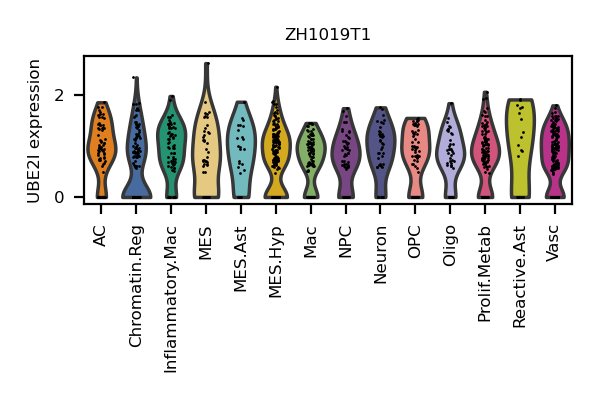 ZH1019T1
UBE2I expression
2
0
AC
Chromatin.Reg
Inflammatory.Mac
MES
MES.Ast
MES.Hyp
Mac
NPC
Neuron
OPC
Oligo
Prolif.Metab
Reactive.Ast
Vasc